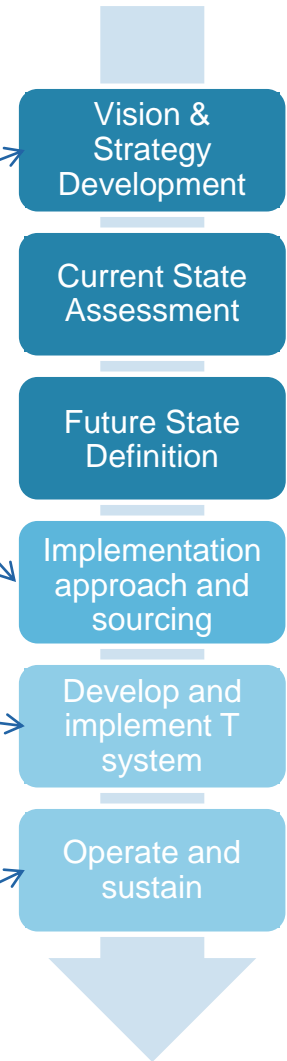 Vision &
Strategy
Development
Current State
Assessment
Future State
Definition
Implementation
approach and
sourcing
Develop and
implement T
system
Operate and
sustain